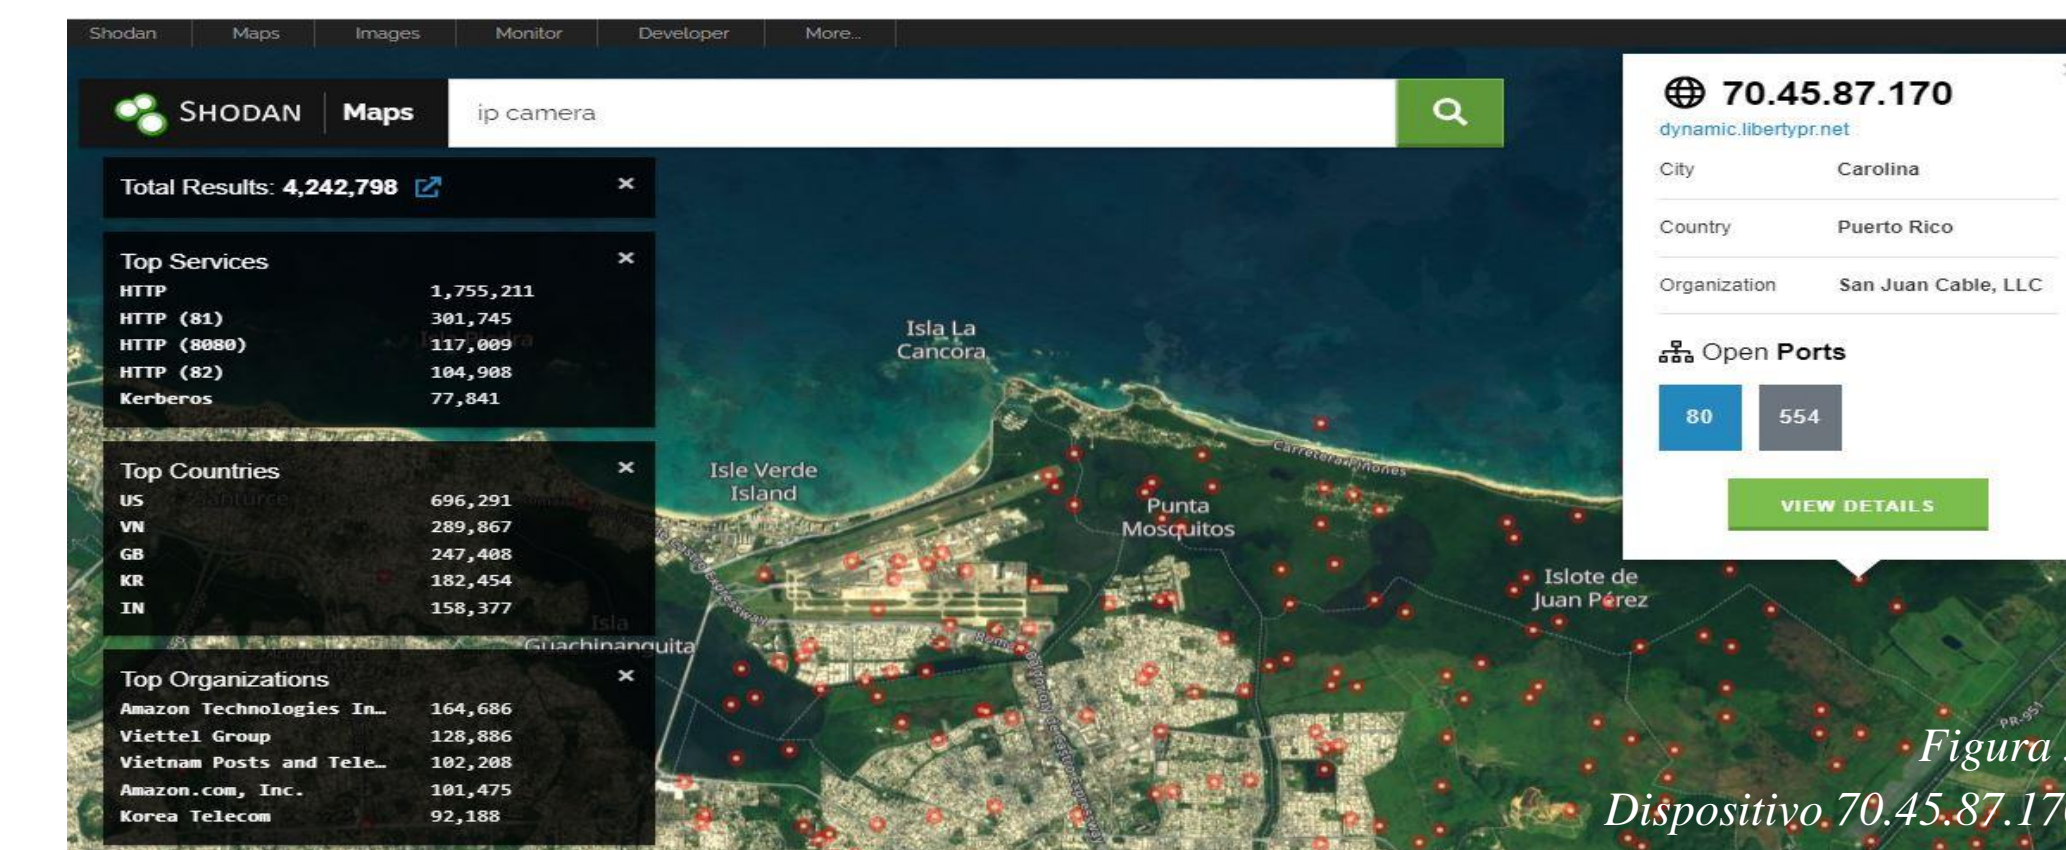 Shodan Maps Images Monitor Developer More...
SHODAN Maps ip camera
Total Results: 4,242,798
Top Services
HTTP 1,755,211
HTTP (81) 301,745
HTTP (8080) 117,009
HTTP (82) 104,908
Kerberos 77,841
Top Countries
US 696,291
VN 289,867
GB 247,408
KR 182,454
IN 158,377
Top Organizations
Amazon Technologies In…
164,686
Viettel Group 128,886
Vietnam Posts and Tele… 102,208
Amazon.com, Inc. 101,475
Korea Telecom 92,188
Isla La
Cancora
Isle Verde
Island
Punta
Mosquitos
Carretera Piñones
Islote de
Juan Pérez
Isla
Guachinanguita
Santurce
PR-951
70.45.87.170
dynamic.libertypr.net
City Carolina
Country Puerto Rico
Organization San Juan Cable, LLC
Open Ports
80 554
VIEW DETAILS
Figura
Dispositivo 70.45.87.170